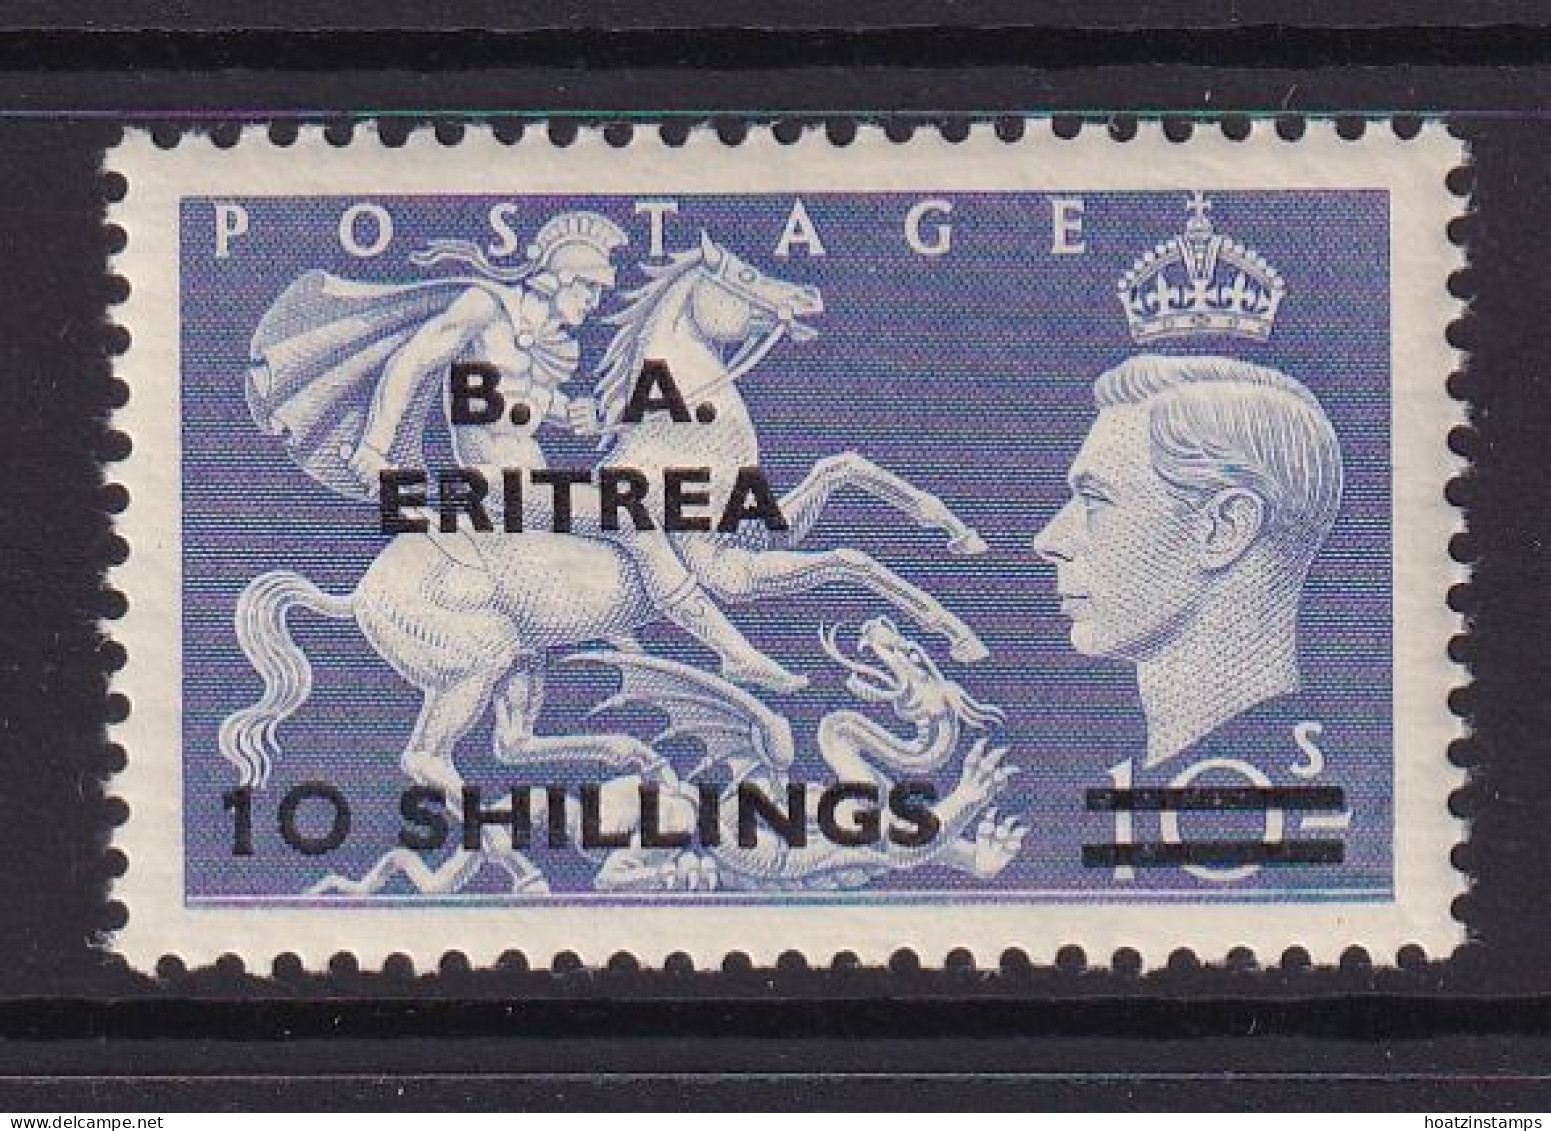 POSTAGE
B. A.
ERITREA
10 SHILLINGS
10s
hoatzinstamps